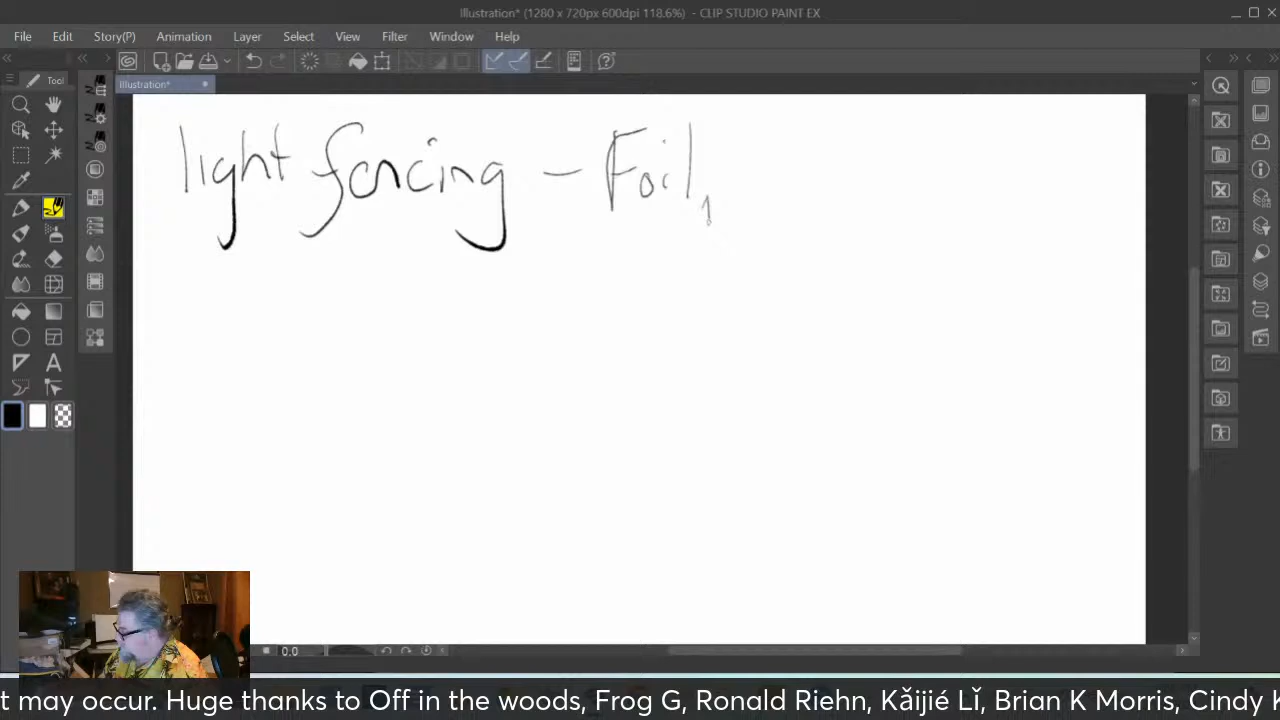 Illustration* (1280 x 720px 600dpi 118.6%) - CLIP STUDIO PAINT EX
File Edit Story(P) Animation Layer Select View Filter Window Help
Tool
Illustration*
light fencing - Foil,
0.0
t may occur. Huge thanks to Off in the woods, Frog G, Ronald Riehn, Kǎijié Lǐ, Brian K Morris, Cindy